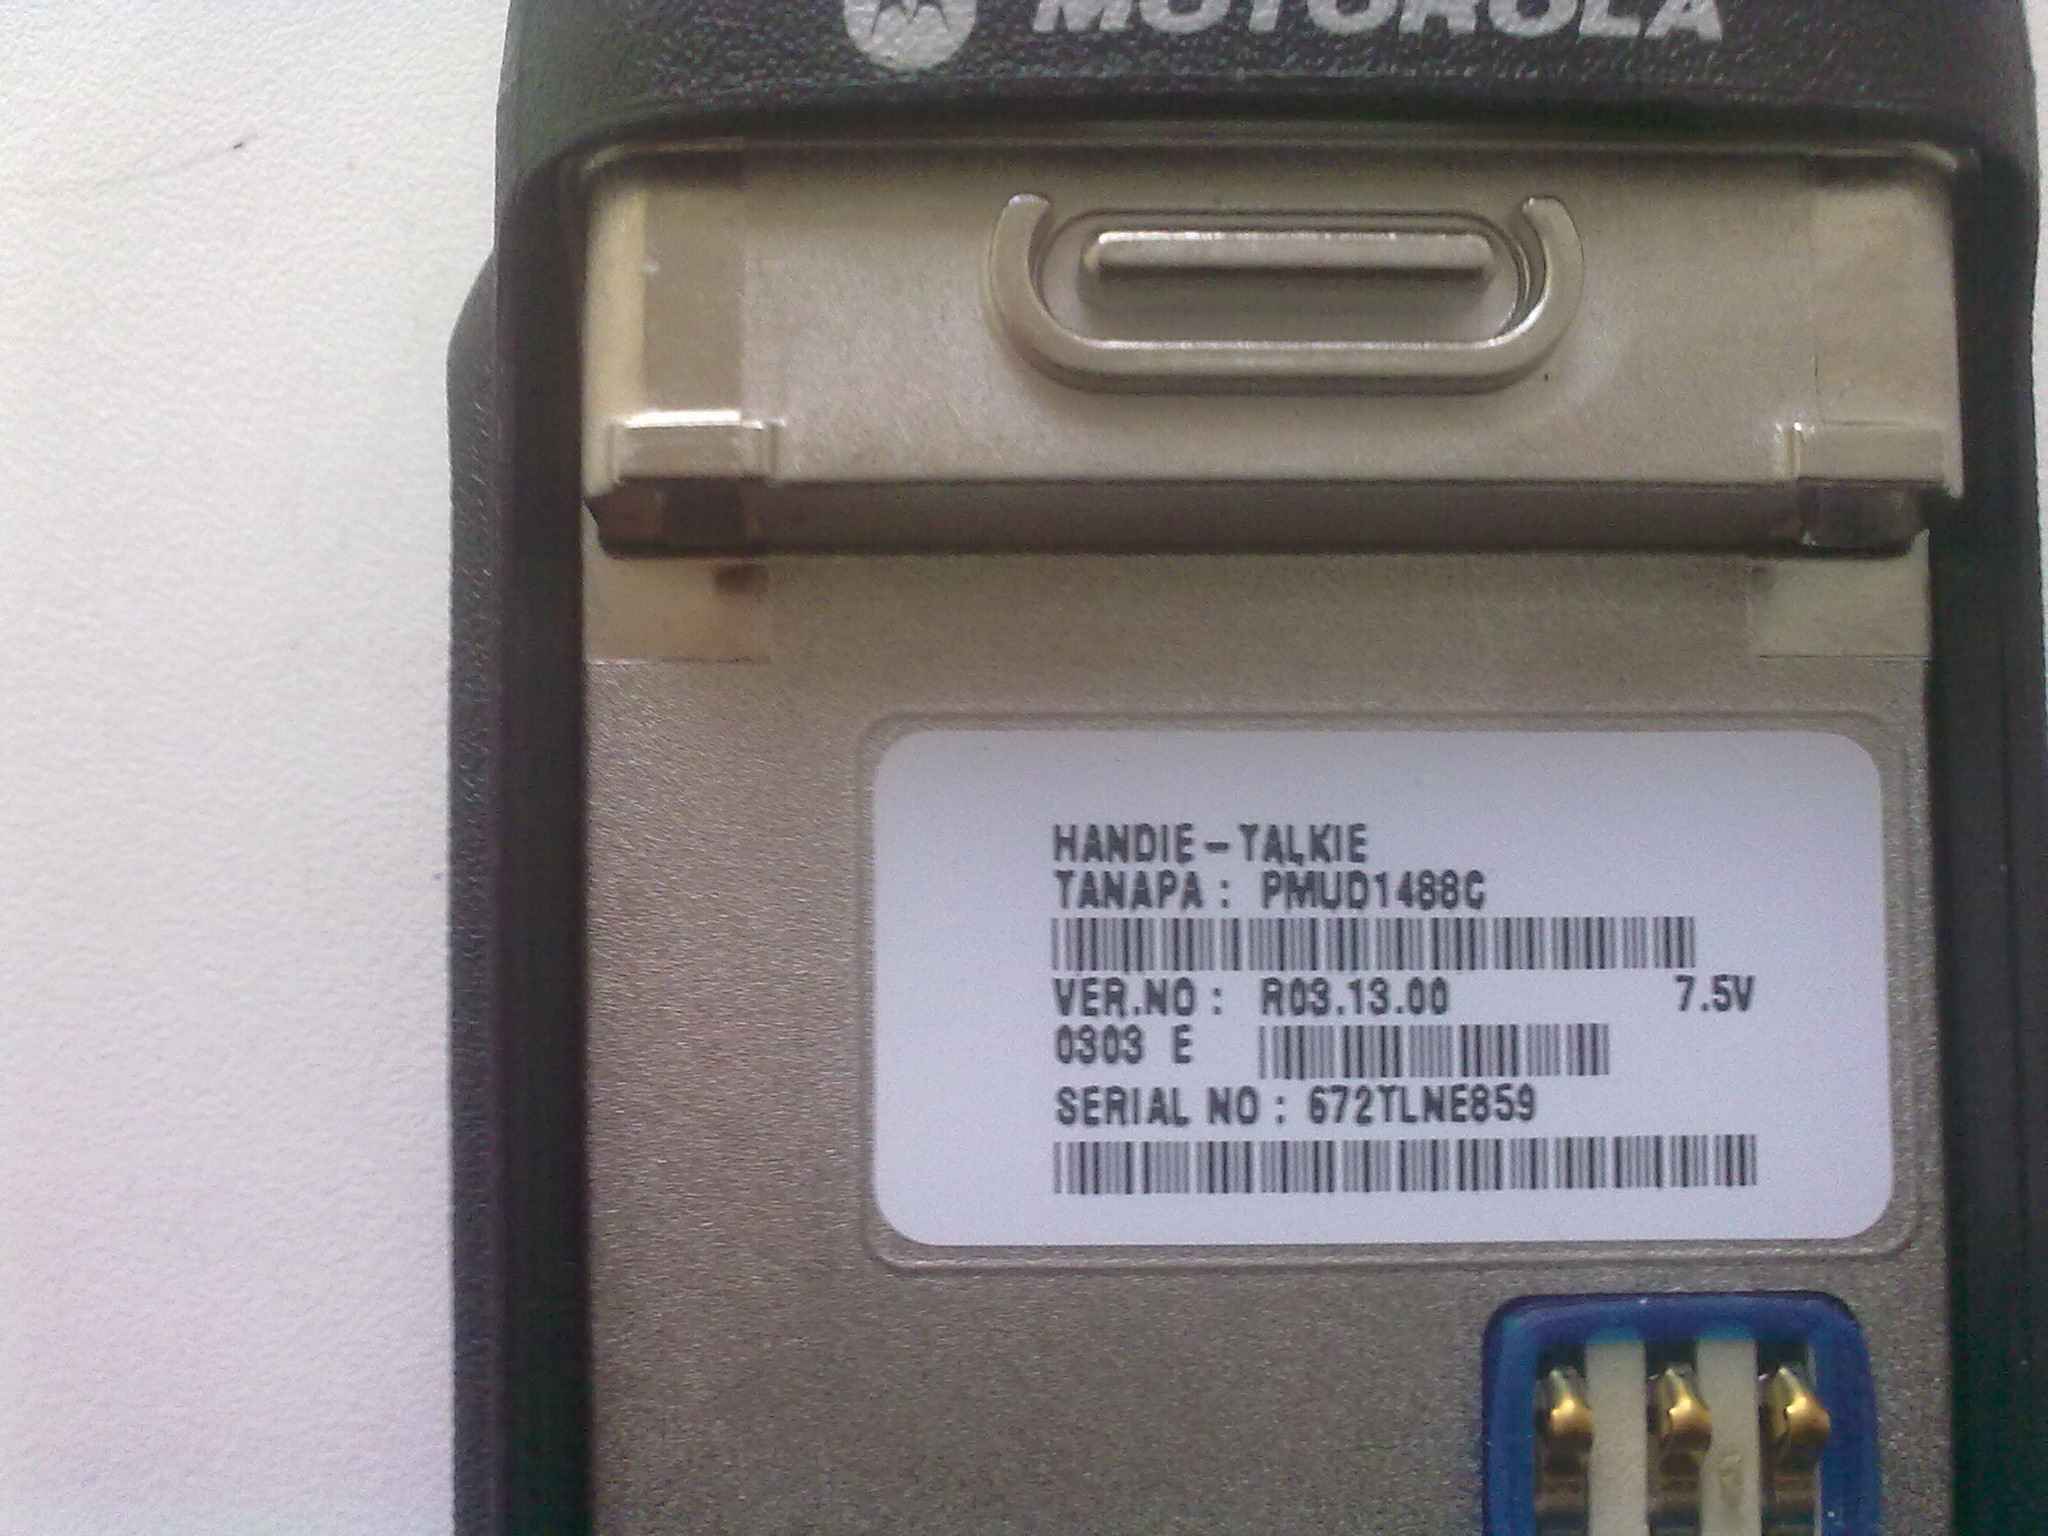 MOTOROLA
HANDIE-TALKIE
TANAPA: PMUD1488C
VER.NO: R03.13.00 7.5V
0303 E
SERIAL NO: 672TLNE859